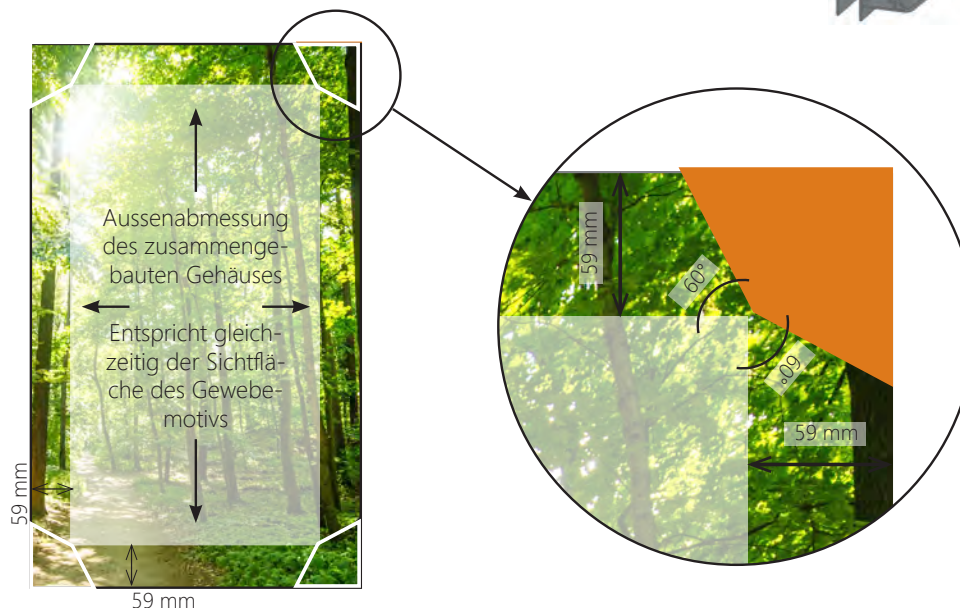 Aussenabmessung
des zusammenge-
bauten Gehäuses
Entspricht gleich-
zeitig der Sichtflä-
che des Gewebe-
motivs
59 mm
59 mm
59 mm
60°
60°
59 mm